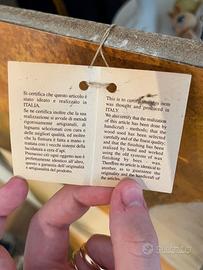 Si certifica che questo articolo è
stato ideato e realizzato in
ITALIA.
Se ne certifica inoltre che la sua
realizzazione si avvale di metodi
rigorosamente artigianali, di
legnami selezionati con cura e
delle migliori qualità, ed inoltre
che la finitura è fatta a mano e
trattata con i vecchi sistemi della
lucidatura a cera d'api.
Possono ogni oggetto non è
perfettamente identico all'altro,
questo a garanzia dell'originalità
e artigianalità del prodotto.
This is to certify this item
was thought and produced in
ITALY.
We also certify that the realization
of this article has been done by
handicraft methods; that the
wood used has been selected
carefully and of the finest quality;
and that the finishing has been
realized by hand and waxed
using the old systems of wax
finishing by bees wax.
Therefore no article is identical to
another, as to guarantee the
originality and the handicraft of
the article.
subito